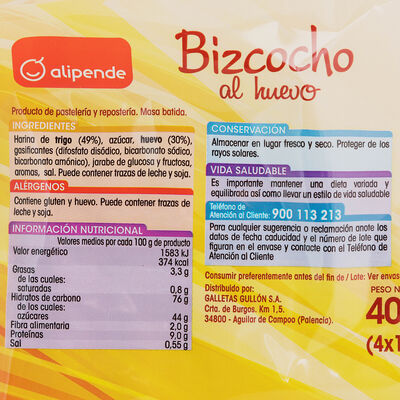 alipende
Bizcocho
al huevo
Producto de pastelería y repostería. Masa batida.
INGREDIENTES
Harina de trigo (49%), azúcar, huevo (30%),
gasificantes (difosfato disódico, bicarbonato sódico,
bicarbonato amónico), jarabe de glucosa y fructosa,
aromas, sal. Puede contener trazas de leche y soja.
ALÉRGENOS
Contiene gluten y huevo. Puede contener trazas de
leche y soja.
INFORMACIÓN NUTRICIONAL
Valores medios por cada 100 g de producto
Valor energético 1583 kJ
374 kcal
Grasas 3,3 g
de las cuales:
saturadas 0,8 g
Hidratos de carbono 76 g
de los cuales:
azúcares 44 g
Fibra alimentaria 2,0 g
Proteínas 9,0 g
Sal 0,55 g
CONSERVACIÓN
Almacenar en lugar fresco y seco. Proteger de los
rayos solares.
VIDA SALUDABLE
Es importante mantener una dieta variada y
equilibrada así como llevar un estilo de vida saludable
Teléfono de
Atención al Cliente: 900 113 213
Para cualquier sugerencia o reclamación anote los
datos de fecha caducidad y el número de lote que
figuran en el envase y contacte con el Teléfono de
Atención al Cliente
Consumir preferentemente antes del fin de / Lote: Ver envas
Distribuido por:
GALLETAS GULLÓN S.A.
Crta. de Burgos. Km 1,5.
34800 - Aguilar de Campoo (Palencia).
PESO N
40
(4x1